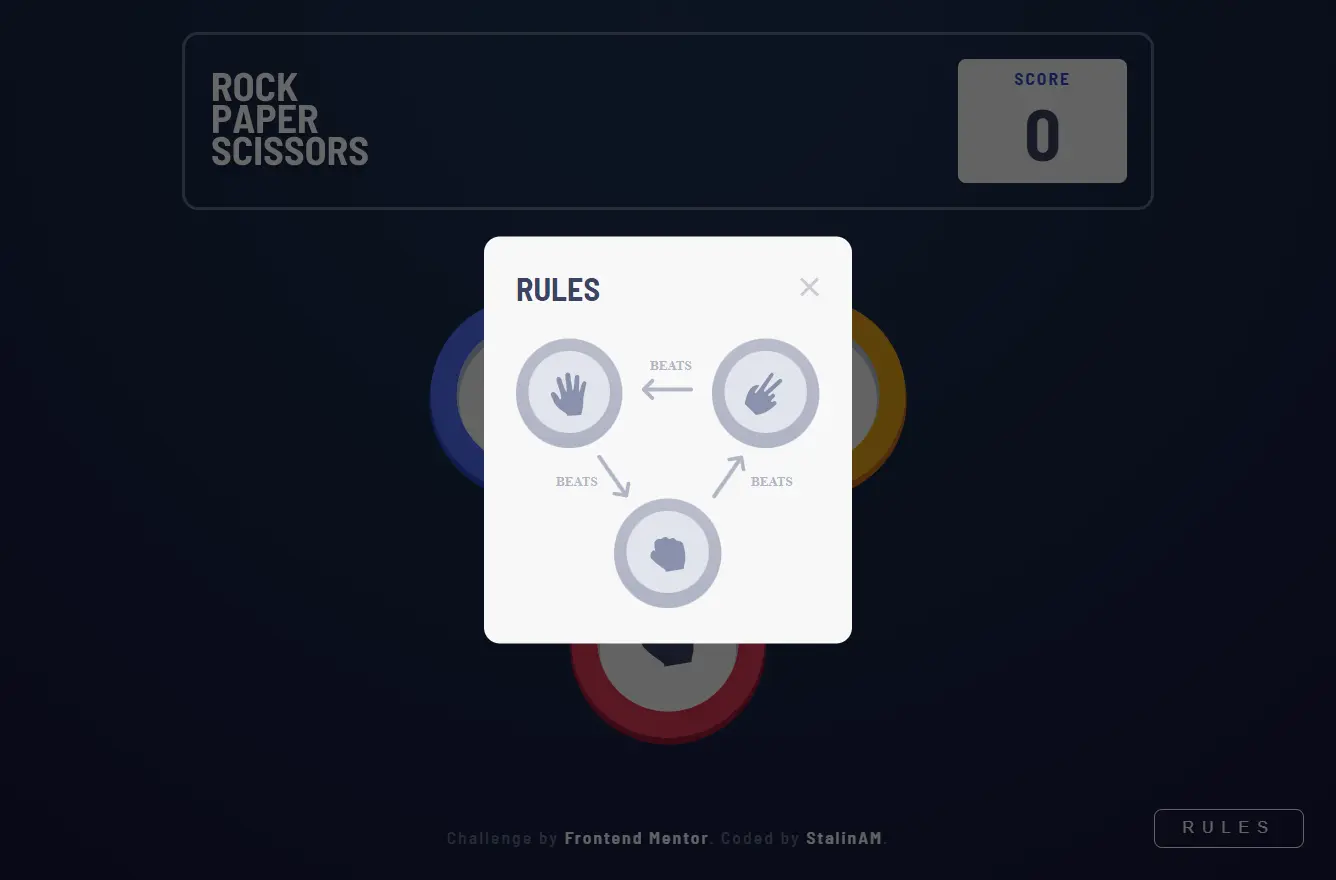 ROCK
PAPER
SCISSORS
SCORE
0
RULES
BEATS
BEATS
BEATS
Challenge by Frontend Mentor. Coded by StalinAM.
RULES